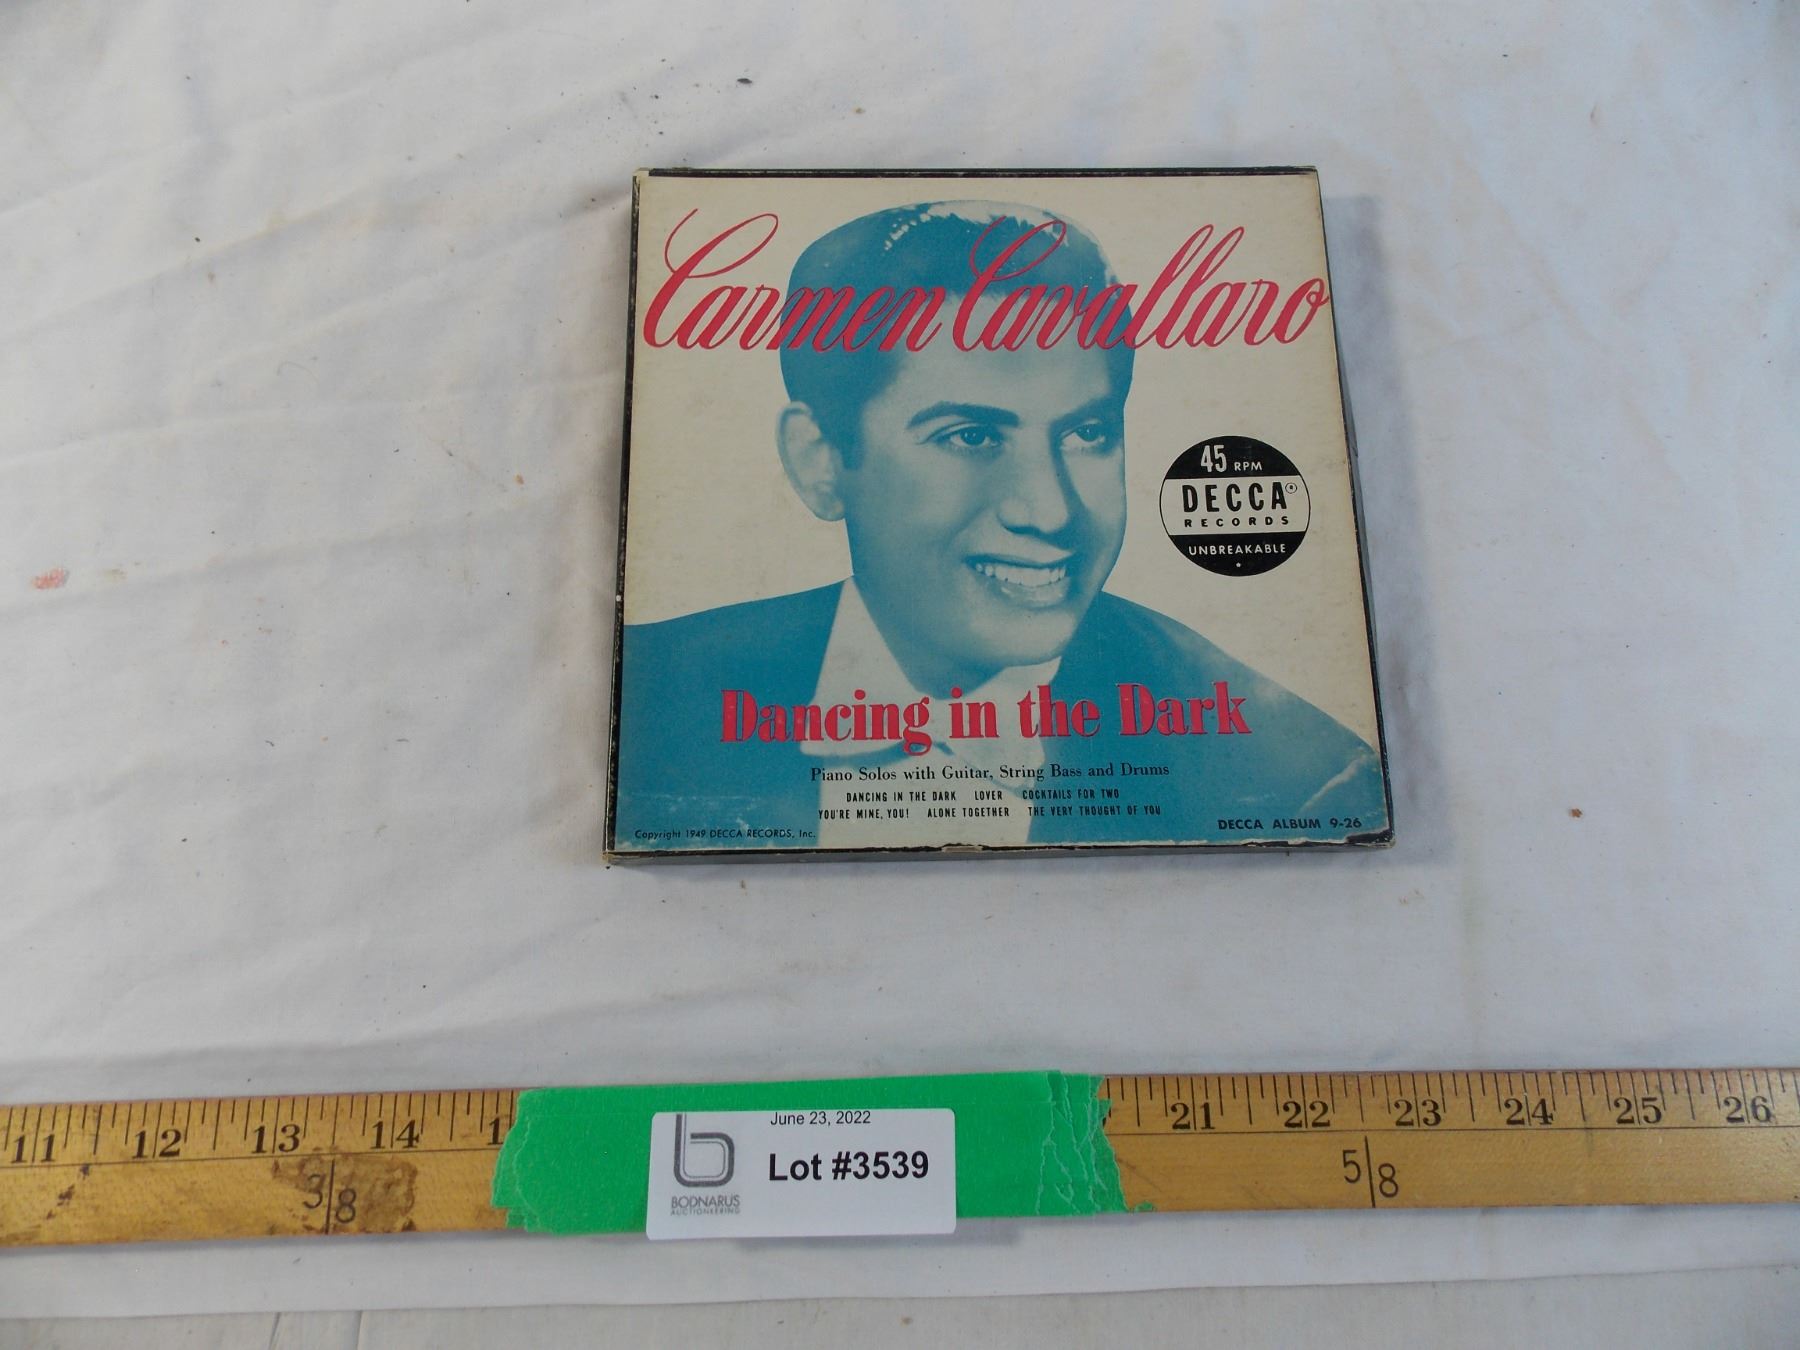 Carmen Cavallaro
45 RPM
DECCA®
RECORDS
UNBREAKABLE
Dancing in the Dark
Piano Solos with Guitar, String Bass and Drums
DANCING IN THE DARK LOVER COCKTAILS FOR TWO
YOU'RE MINE, YOU! ALONE TOGETHER THE VERY THOUGHT OF YOU
Copyright 1949 DECCA RECORDS, Inc.
DECCA ALBUM 9-26
11 12 13 14 1 21 22 23 24 25 26
3/8 5/8
June 23, 2022
Lot #3539
b
BODNARUS
AUCTIONEERING